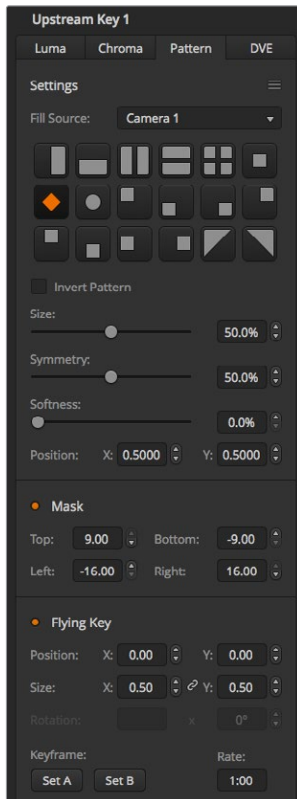 Upstream Key 1
Luma Chroma Pattern DVE
Settings
Fill Source: Camera 1
Invert Pattern
Size:
50.0%
Symmetry:
50.0%
Softness:
0.0%
Position: X: 0.5000 Y: 0.5000
Mask
Top: 9.00 Bottom: -9.00
Left: -16.00 Right: 16.00
Flying Key
Position: X: 0.00 Y: 0.00
Size: X: 0.50 Y: 0.50
Rotation: x 0°
Keyframe: Rate:
Set A Set B 1:00